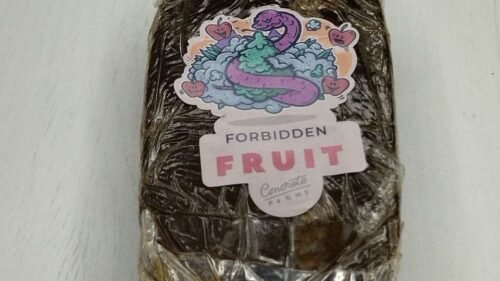 FORBIDDEN
FRUIT
Concrete
FARMS